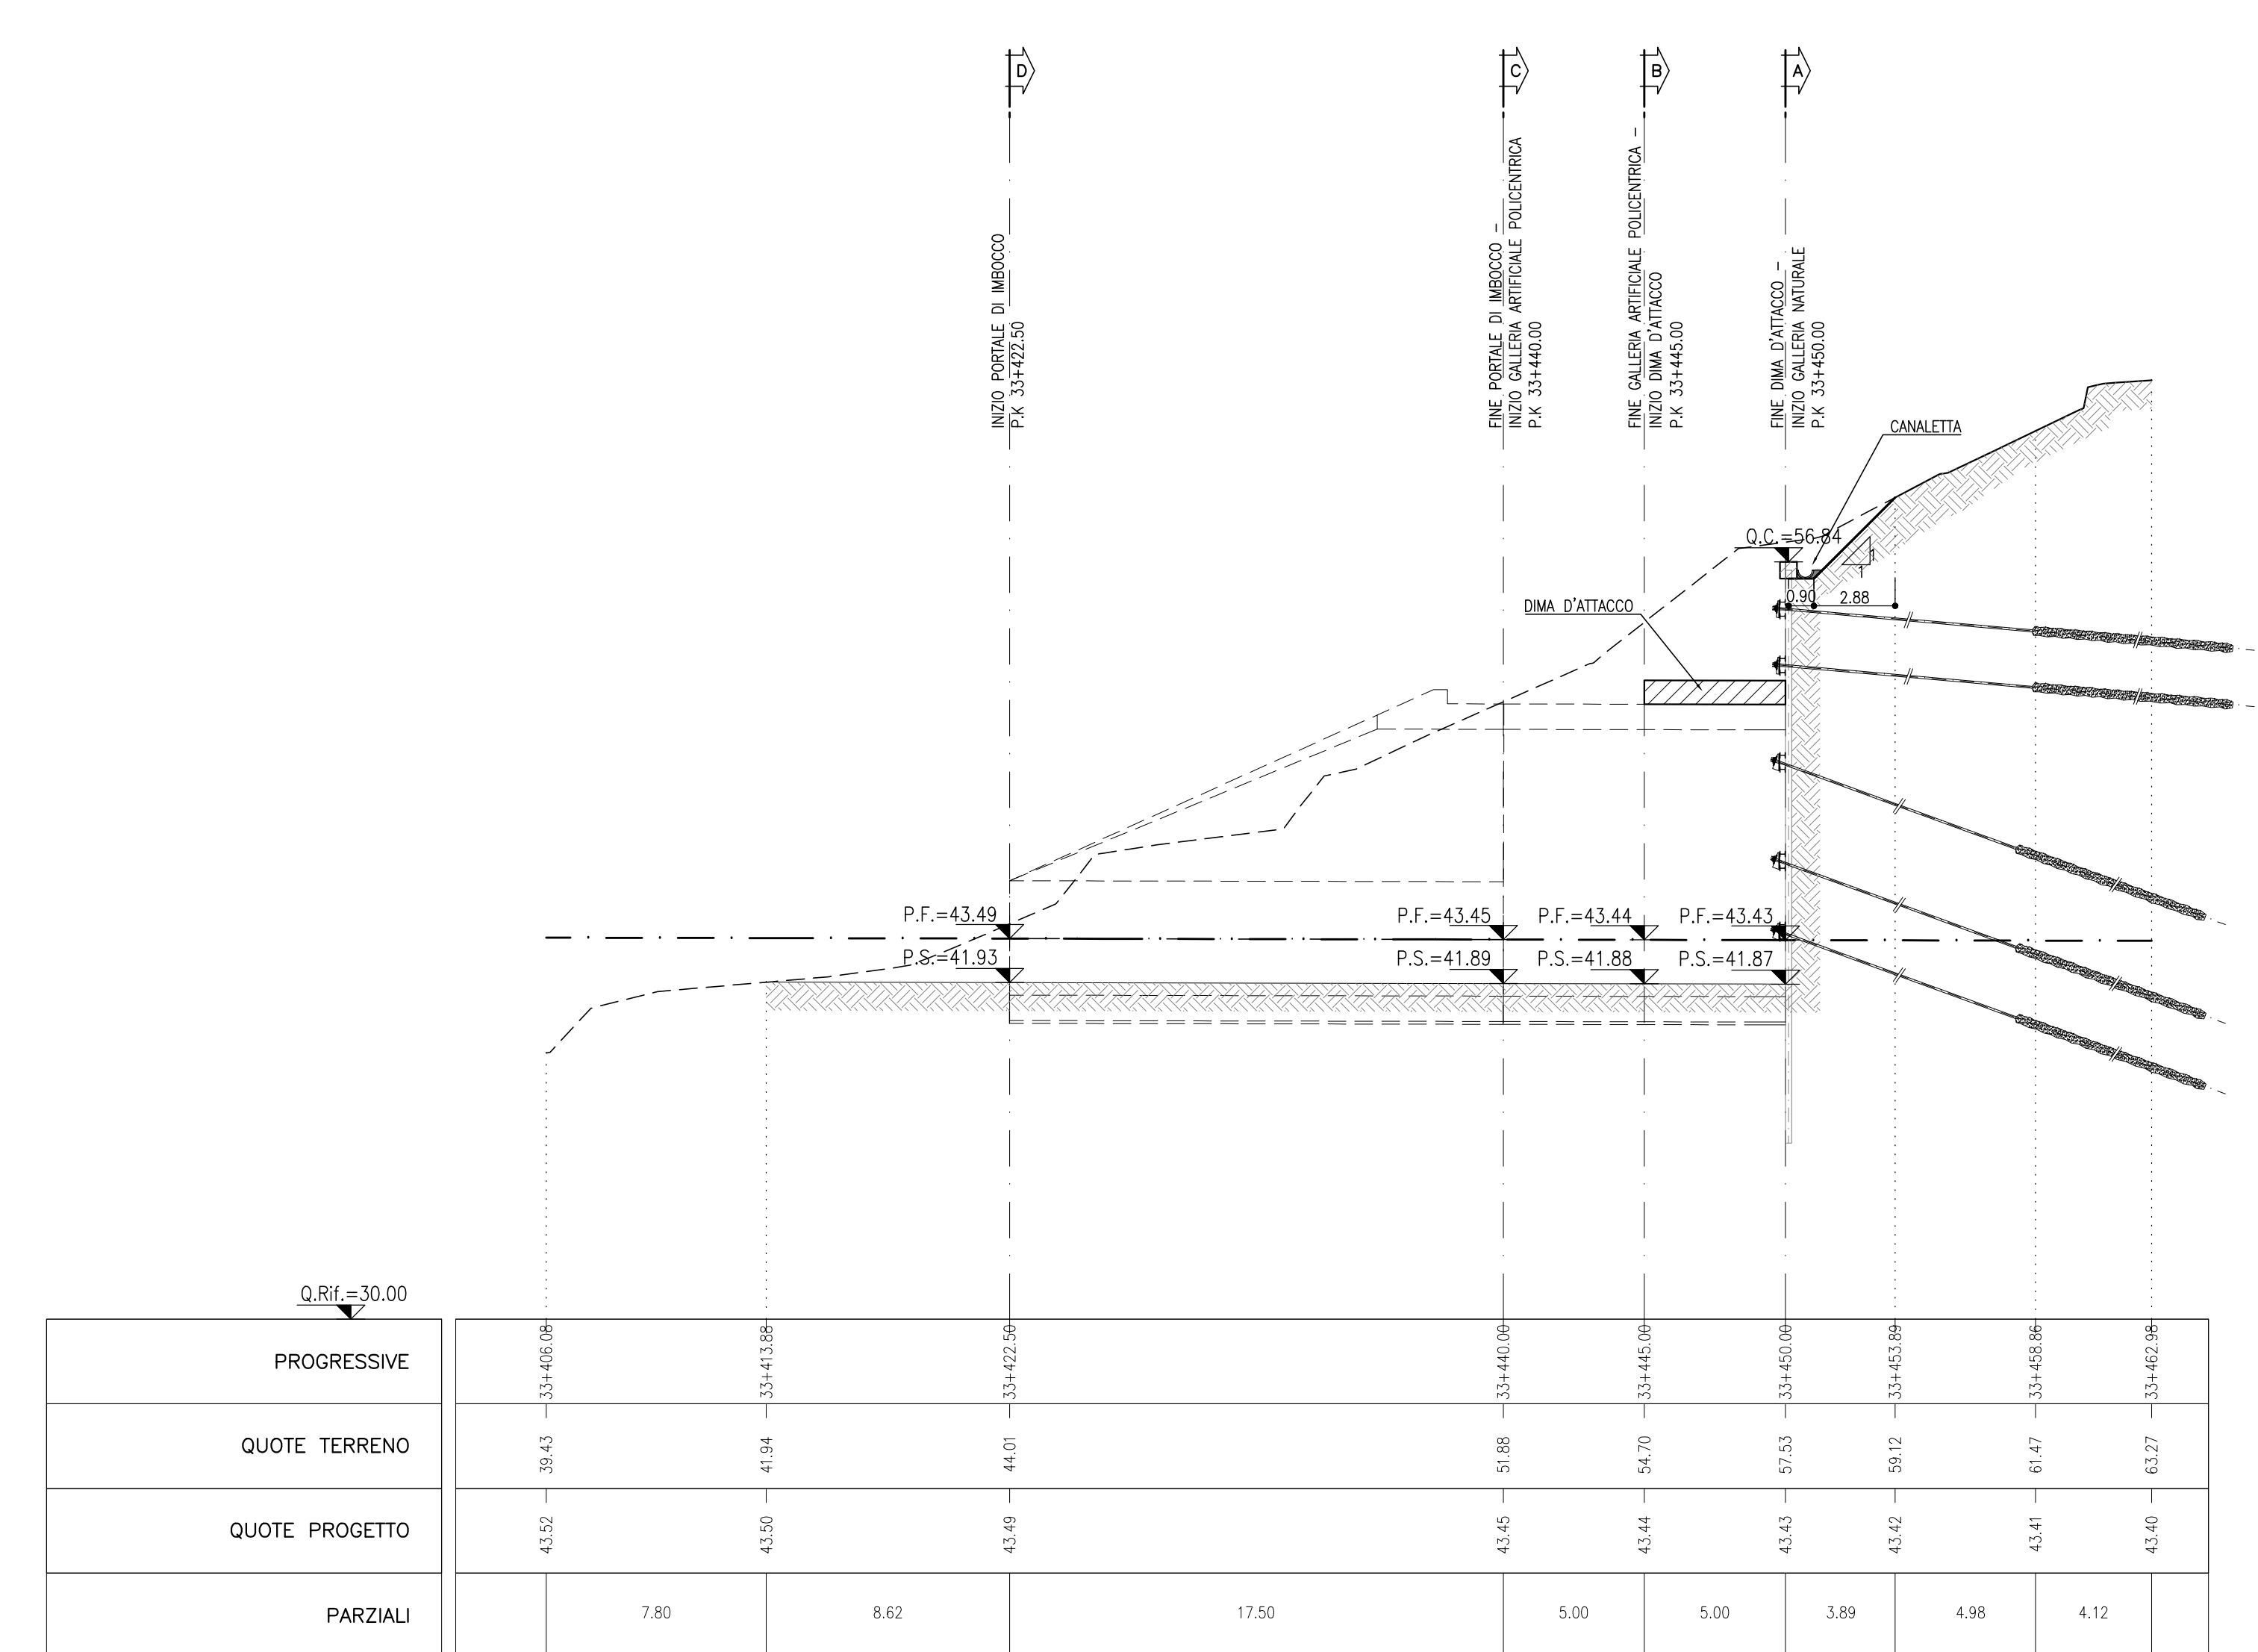 D
C
B
A
INIZIO PORTALE DI IMBOCCO
P.K 33+422.50
FINE PORTALE DI IMBOCCO -
INIZIO GALLERIA ARTIFICIALE POLICENTRICA
P.K 33+440.00
FINE GALLERIA ARTIFICIALE POLICENTRICA -
INIZIO DIMA D'ATTACCO
P.K 33+445.00
FINE DIMA D'ATTACCO -
INIZIO GALLERIA NATURALE
P.K 33+450.00
CANALETTA
Q.C.=56.84
1
1
0.90
2.88
DIMA D'ATTACCO
P.F.=43.49
P.F.=43.45
P.F.=43.44
P.F.=43.43
P.S.=41.93
P.S.=41.89
P.S.=41.88
P.S.=41.87
Q.Rif.=30.00
PROGRESSIVE
33+406.08
33+413.88
33+422.50
33+440.00
33+445.00
33+450.00
33+453.89
33+458.86
33+462.98
QUOTE TERRENO
39.43
41.94
44.01
51.88
54.70
57.53
59.12
61.47
63.27
QUOTE PROGETTO
43.52
43.50
43.49
43.45
43.44
43.43
43.42
43.41
43.40
PARZIALI
7.80
8.62
17.50
5.00
5.00
3.89
4.98
4.12